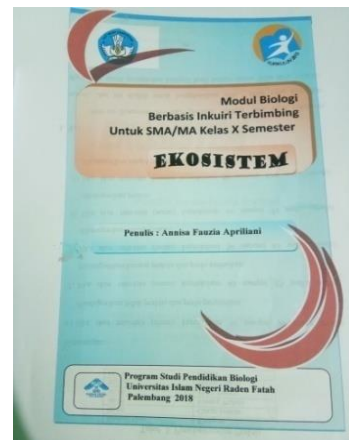 Modul Biologi
Berbasis Inkuiri Terbimbing
Untuk SMA/MA Kelas X Semester
EKOSISTEM
Penulis : Annisa Fauzia Apriliani
Program Studi Pendidikan Biologi
Universitas Islam Negeri Raden Fatah
Palembang 2018